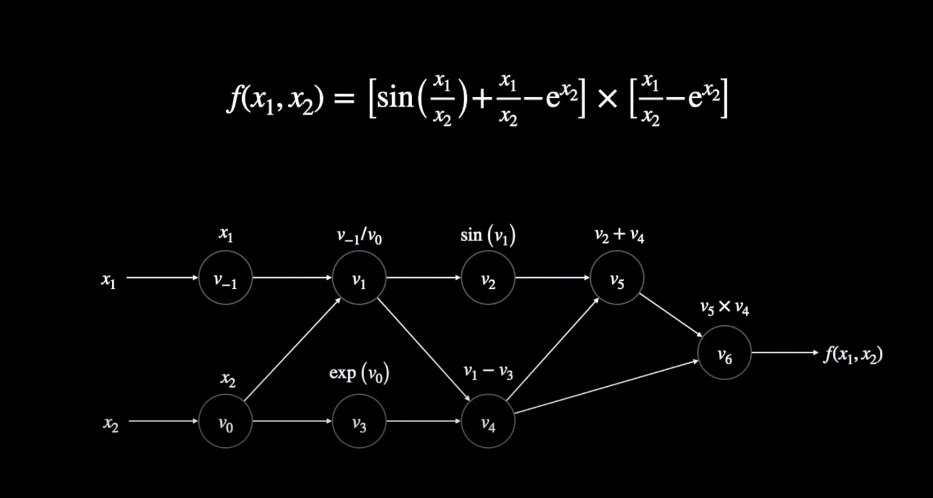 f(x₁, x₂) = [sin(x₁/x₂)+x₁/x₂−e^x₂] × [x₁/x₂−e^x₂]
x₁ v₋₁/v₀ sin (v₁) v₂ + v₄
x₁ v₋₁ v₁ v₂ v₅
v₅ × v₄
v₆ f(x₁, x₂)
x₂ exp (v₀) v₁ − v₃
x₂ v₀ v₃ v₄